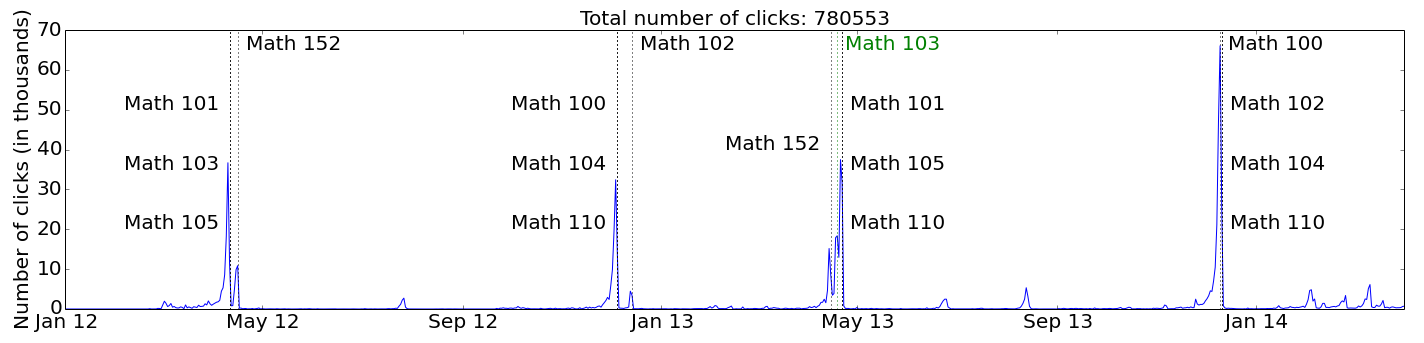 Total number of clicks: 780553
Number of clicks (in thousands)
70
60
50
40
30
20
10
0
Math 152
Math 102
Math 103
Math 100
Math 101
Math 100
Math 101
Math 102
Math 152
Math 103
Math 104
Math 105
Math 104
Math 105
Math 110
Math 110
Math 110
Jan 12
May 12
Sep 12
Jan 13
May 13
Sep 13
Jan 14